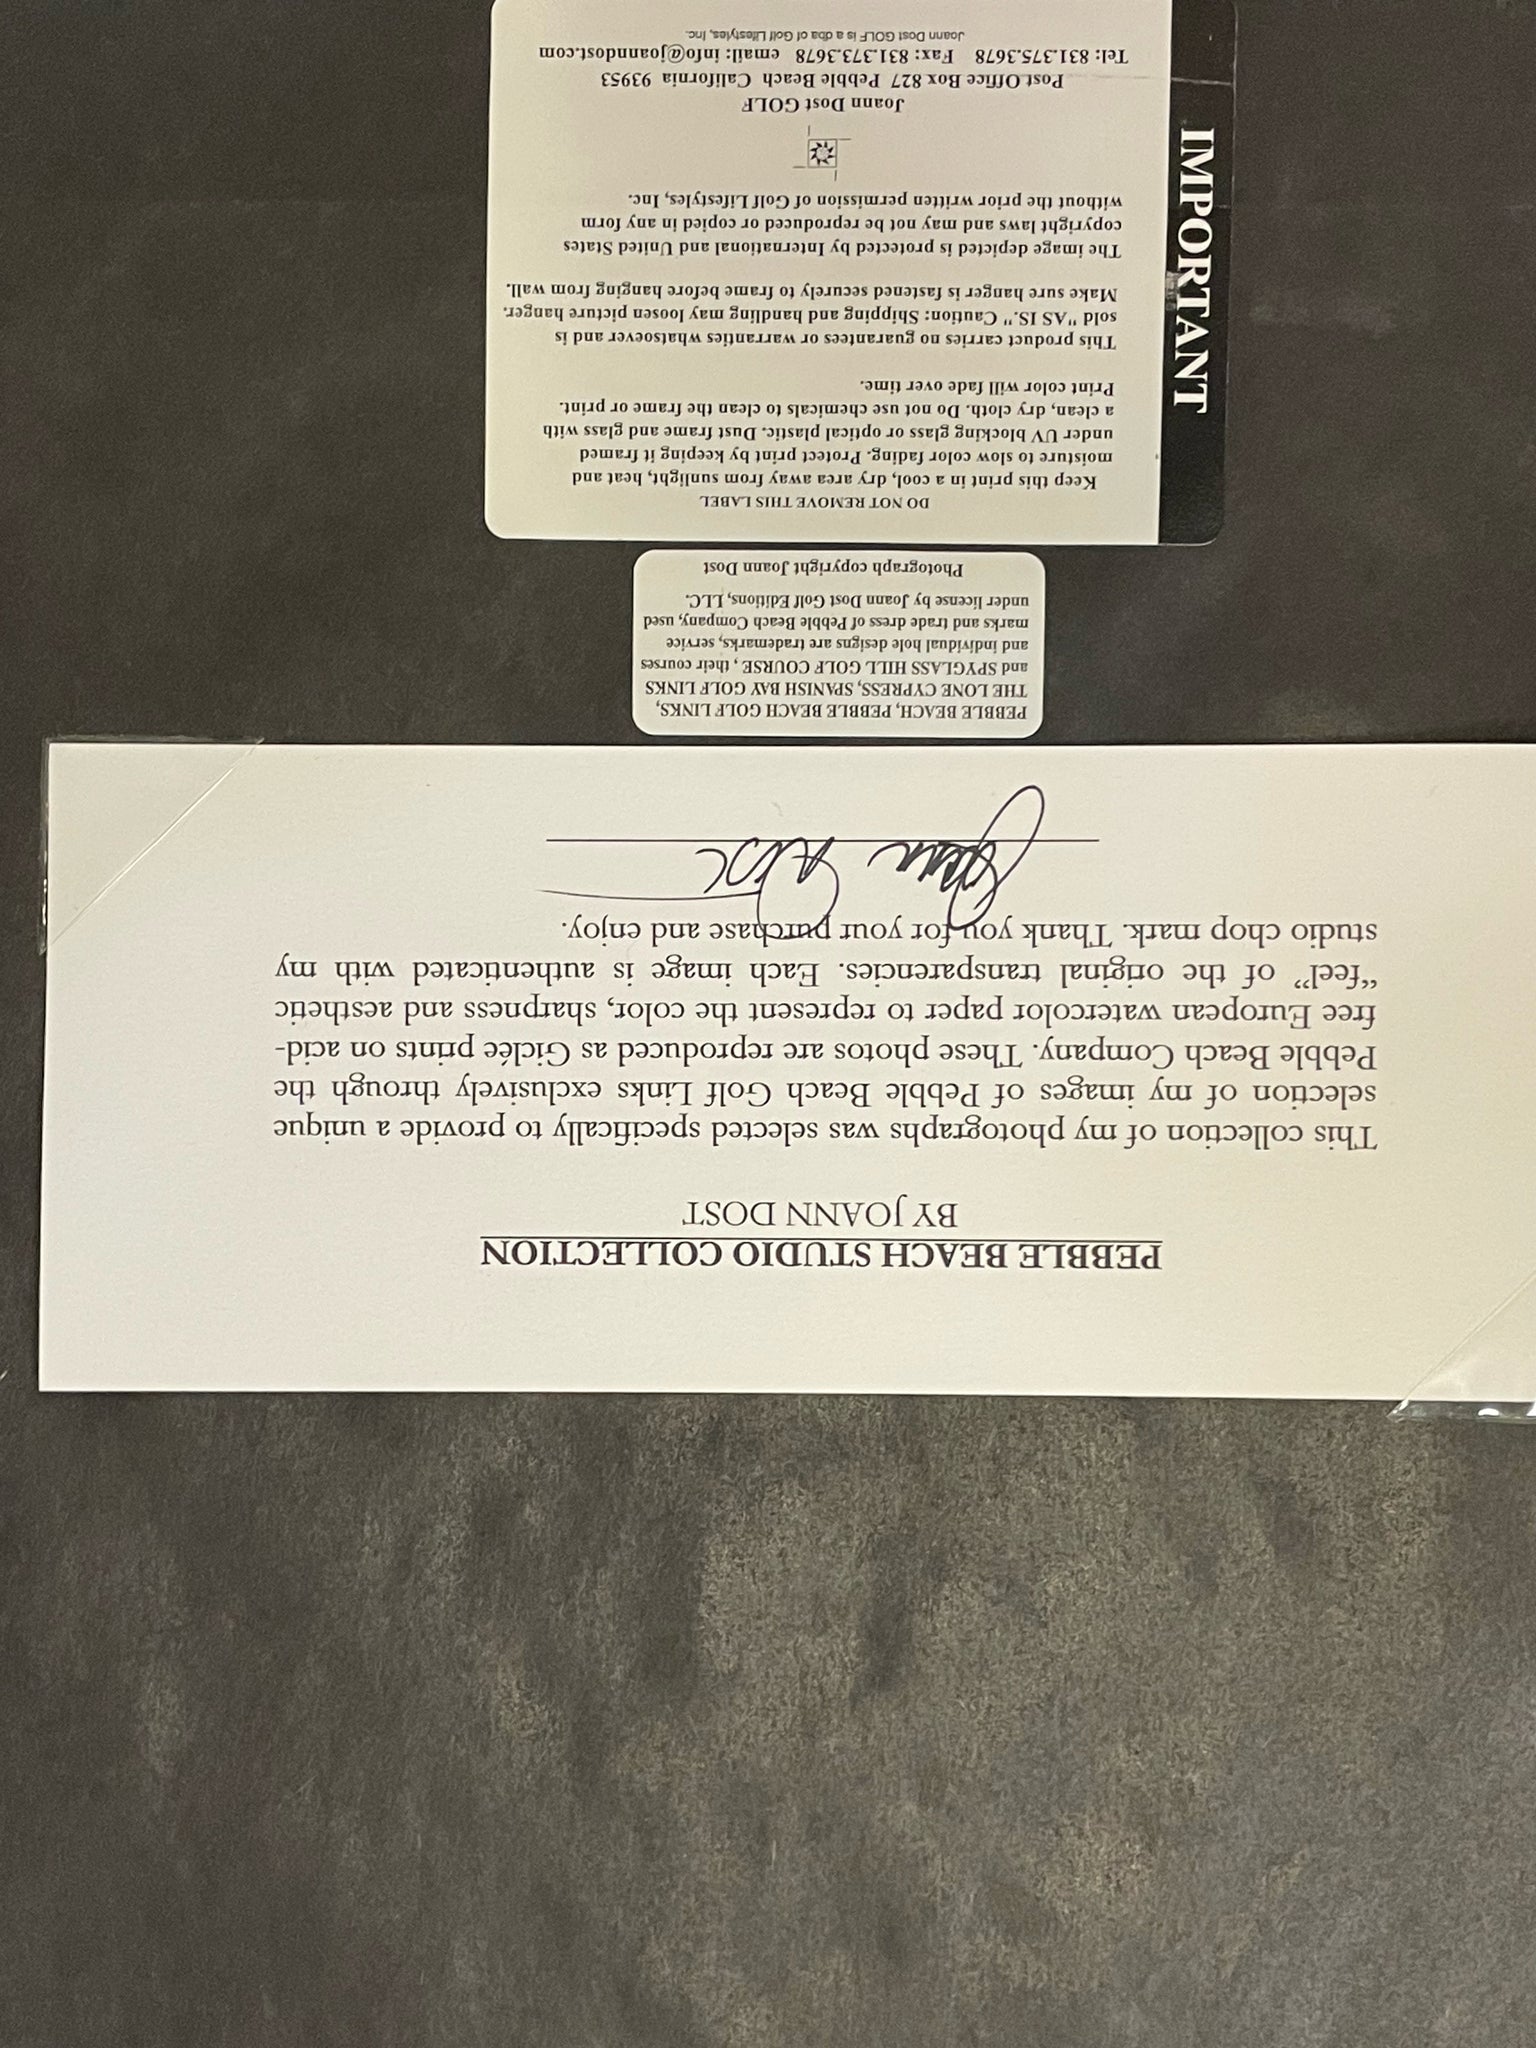 PEBBLE BEACH STUDIO COLLECTION
BY JOANN DOST
This collection of my photographs was selected specifically to provide a unique
selection of my images of Pebble Beach Golf Links exclusively through the
Pebble Beach Company. These photos are reproduced as Giclée prints on acid-
free European watercolor paper to represent the color, sharpness and aesthetic
“feel” of the original transparencies. Each image is authenticated with my
studio chop mark. Thank you for your purchase and enjoy.
Joann Dost
PEBBLE BEACH, PEBBLE BEACH GOLF LINKS,
THE LONE CYPRESS, SPANISH BAY GOLF LINKS
and SPYGLASS HILL GOLF COURSE , their courses
and individual hole designs are trademarks, service
marks and trade dress of Pebble Beach Company, used
under license by Joann Dost Golf Editions, LLC.
Photograph copyright Joann Dost
IMPORTANT
DO NOT REMOVE THIS LABEL
Keep this print in a cool, dry area away from sunlight, heat and
moisture to slow color fading. Protect print by keeping it framed
under UV blocking glass or optical plastic. Dust frame and glass with
a clean, dry cloth. Do not use chemicals to clean the frame or print.
Print color will fade over time.
This product carries no guarantees or warranties whatsoever and is
sold "AS IS." Caution: Shipping and handling may loosen picture hanger.
Make sure hanger is fastened securely to frame before hanging from wall.
The image depicted is protected by International and United States
copyright laws and may not be reproduced or copied in any form
without the prior written permission of Golf Lifestyles, Inc.
Joann Dost GOLF
Post Office Box 827 Pebble Beach California 93953
Tel: 831.375.3678 Fax: 831.373.3678 email: info@joanndost.com
Joann Dost GOLF is a dba of Golf Lifestyles, Inc.